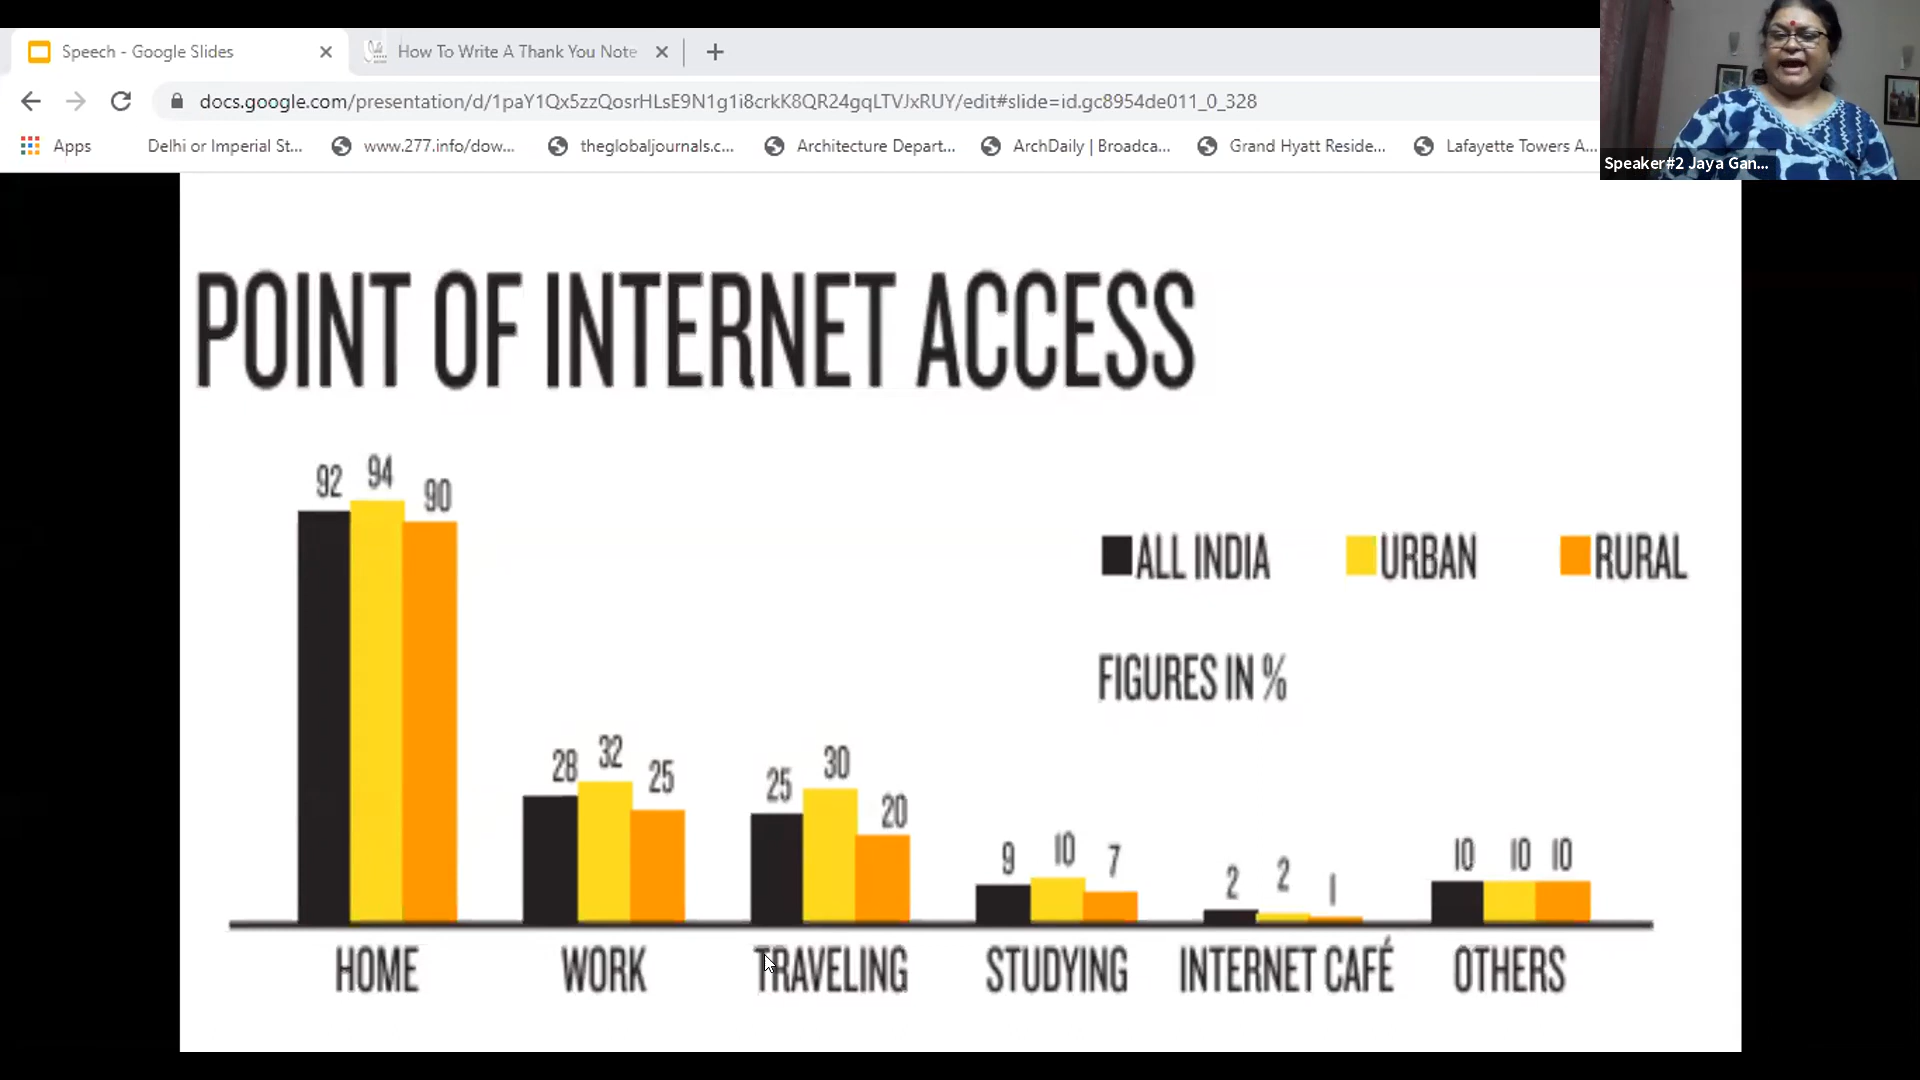 Speech - Google Slides
How To Write A Thank You Note
docs.google.com/presentation/d/1paY1Qx5zzQosrHLsE9N1g1i8crkK8QR24gqLTVJxRUY/edit#slide=id.gc8954de011_0_328
Apps Delhi or Imperial St... www.277.info/dow... theglobaljournals.c... Architecture Depart... ArchDaily | Broadca... Grand Hyatt Reside... Lafayette Towers A...
Speaker#2 Jaya Gan...
POINT OF INTERNET ACCESS
92 94 90
ALL INDIA URBAN RURAL
FIGURES IN %
28 32 25
25 30 20
9 10 7
2 2 1
10 10 10
HOME WORK TRAVELING STUDYING INTERNET CAFÉ OTHERS